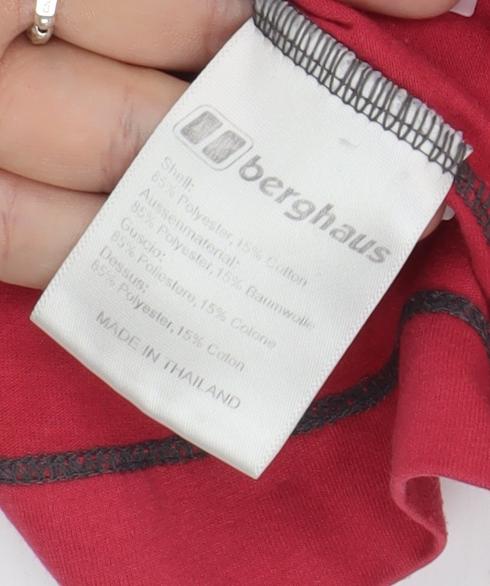 berghaus
Shell:
85% Polyester, 15% Cotton
Aussenmaterial:
85% Polyester, 15% Baumwolle
Guscio:
85% Poliestere, 15% Cotone
Dessus:
85% Polyester, 15% Coton
MADE IN THAILAND